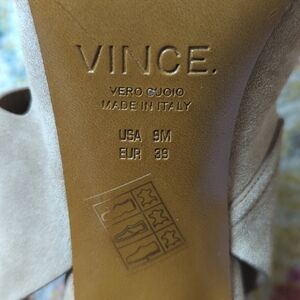 VINCE.
VERO CUOIO
MADE IN ITALY
USA 9M
EUR 39